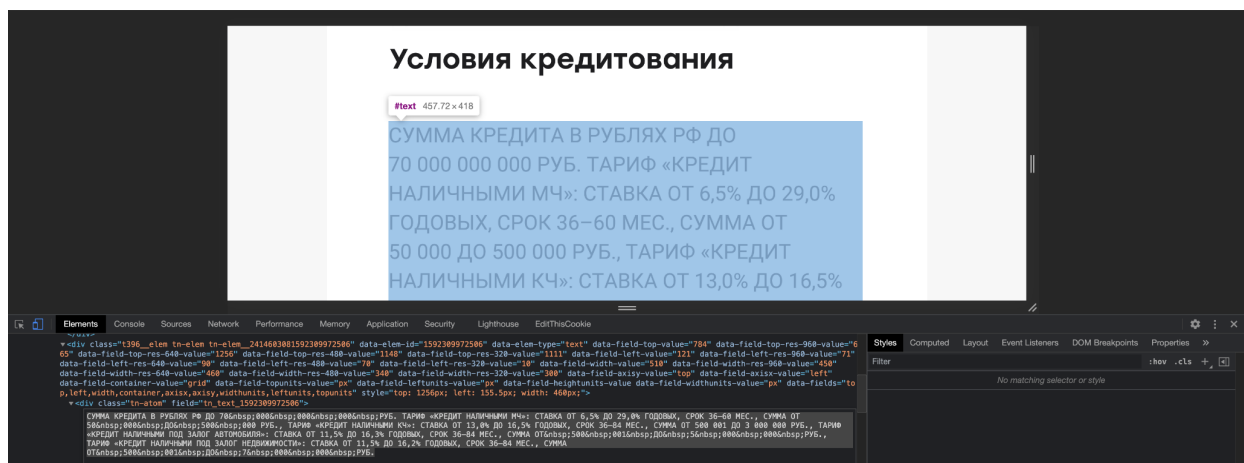 Условия кредитования
#text 457.72 × 418
СУММА КРЕДИТА В РУБЛЯХ РФ ДО
70 000 000 000 РУБ. ТАРИФ «КРЕДИТ
НАЛИЧНЫМИ МЧ»: СТАВКА ОТ 6,5% ДО 29,0%
ГОДОВЫХ, СРОК 36–60 МЕС., СУММА ОТ
50 000 ДО 500 000 РУБ., ТАРИФ «КРЕДИТ
НАЛИЧНЫМИ КЧ»: СТАВКА ОТ 13,0% ДО 16,5%
Elements Console Sources Network Performance Memory Application Security Lighthouse EditThisCookie
<div class="t396__elem tn-elem tn-elem__2414603081592309972506" data-elem-id="1592309972506" data-elem-type="text" data-field-top-value="784" data-field-top-res-960-value="6
65" data-field-top-res-640-value="1256" data-field-top-res-480-value="1148" data-field-top-res-320-value="1111" data-field-left-value="121" data-field-left-res-960-value="71"
data-field-left-res-640-value="90" data-field-left-res-480-value="70" data-field-left-res-320-value="10" data-field-width-value="510" data-field-width-res-960-value="510"
data-field-width-res-640-value="460" data-field-width-res-480-value="340" data-field-width-res-320-value="300" data-field-axisy-value="top" data-field-axisx-value="left"
data-field-container-value="grid" data-field-topunits-value="px" data-field-leftunits-value="px" data-field-heightunits-value data-field-widthunits-value="px" data-fields="to
p,left,width,container,axisx,axisy,widthunits,leftunits,topunits" style="top: 1256px; left: 155.5px; width: 460px;">
<div class="tn-atom" field="tn_text_1592309972506">
СУММА КРЕДИТА В РУБЛЯХ РФ ДО 70&nbsp;000&nbsp;000&nbsp;000&nbsp;РУБ. ТАРИФ «КРЕДИТ НАЛИЧНЫМИ МЧ»: СТАВКА ОТ 6,5% ДО 29,0% ГОДОВЫХ, СРОК 36–60 МЕС., СУММА ОТ
50&nbsp;000&nbsp;ДО&nbsp;500&nbsp;000 РУБ., ТАРИФ «КРЕДИТ НАЛИЧНЫМИ КЧ»: СТАВКА ОТ 13,0% ДО 16,5% ГОДОВЫХ, СРОК 36–84 МЕС., СУММА ОТ 500 001 ДО 3 000 000 РУБ., ТАРИФ
«КРЕДИТ НАЛИЧНЫМИ ПОД ЗАЛОГ АВТОМОБИЛЯ»: СТАВКА ОТ 11,5% ДО 16,3% ГОДОВЫХ, СРОК 36–84 МЕС., СУММА ОТ&nbsp;500&nbsp;001&nbsp;ДО&nbsp;5&nbsp;000&nbsp;000&nbsp;РУБ.,
ТАРИФ «КРЕДИТ НАЛИЧНЫМИ ПОД ЗАЛОГ НЕДВИЖИМОСТИ»: СТАВКА ОТ 11,5% ДО 16,2% ГОДОВЫХ, СРОК 36–84 МЕС., СУММА
ОТ&nbsp;500&nbsp;001&nbsp;ДО&nbsp;7&nbsp;000&nbsp;000&nbsp;РУБ.
Styles Computed Layout Event Listeners DOM Breakpoints Properties »
Filter :hov .cls +
No matching selector or style